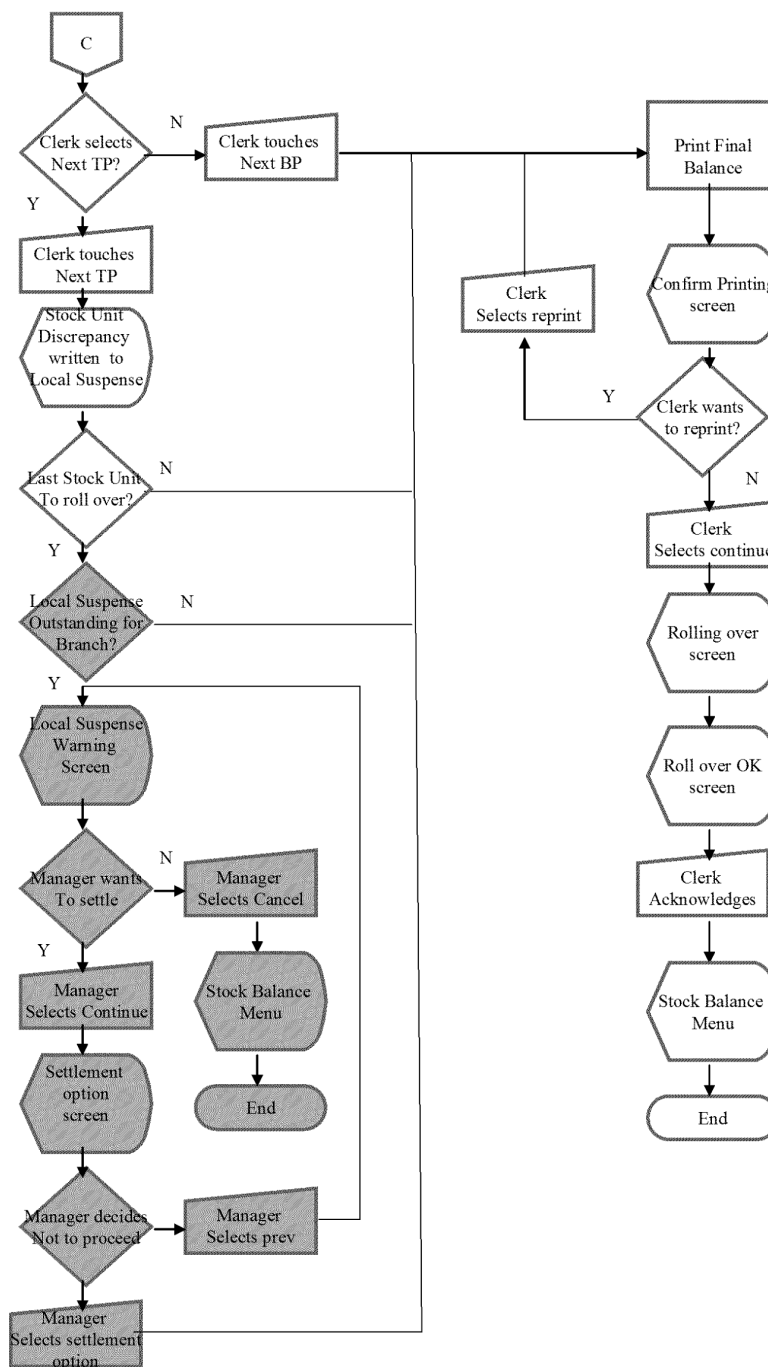 C
Clerk selects
Next TP?
N
Clerk touches
Next BP
Print Final
Balance
Y
Clerk touches
Next TP
Confirm Printing
screen
Clerk
Selects reprint
Stock Unit
Discrepancy
written to
Local Suspense
Y
Clerk wants
to reprint?
N
Last Stock Unit
To roll over?
N
Clerk
Selects continue
Y
Local Suspense
Outstanding for
Branch?
N
Rolling over
screen
Y
Local Suspense
Warning
Screen
Roll over OK
screen
Manager wants
To settle
N
Manager
Selects Cancel
Clerk
Acknowledges
Y
Manager
Selects Continue
Stock Balance
Menu
Stock Balance
Menu
Settlement
option
screen
End
End
Manager decides
Not to proceed
Manager
Selects prev
Manager
Selects settlement
option